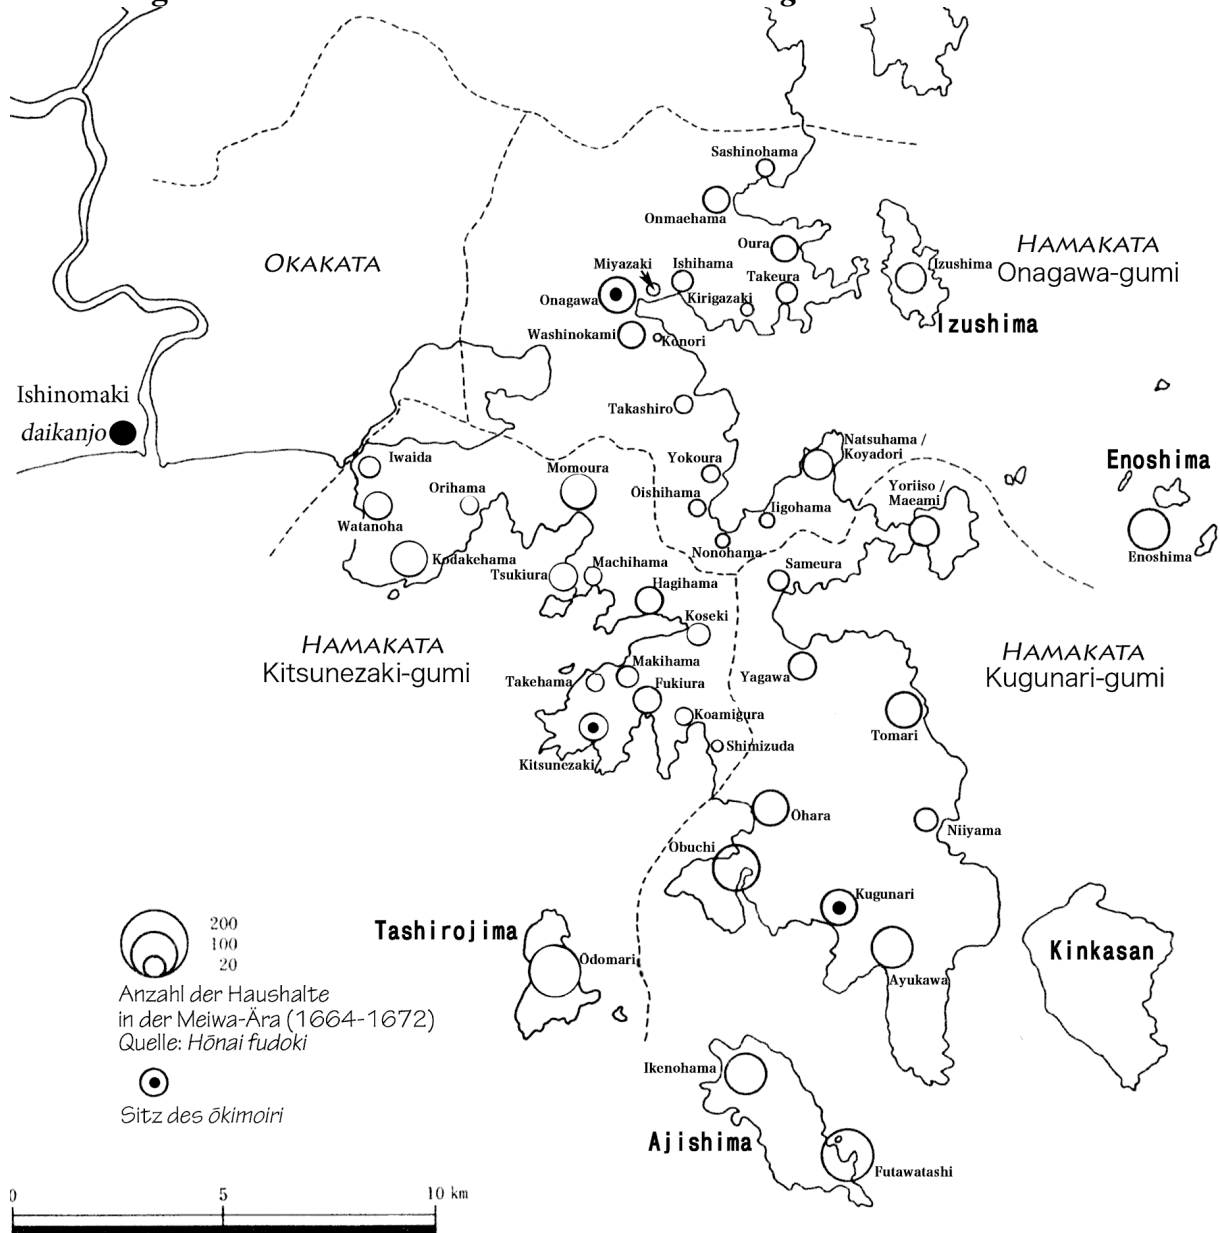 Sashinohama
Onmaehama
Oura
HAMAKATA
Onagawa-gumi
OKAKATA
Miyazaki
Ishihama
Takeura
Izushima
Onagawa
Kirigazaki
Izushima
Washinokami
Konori
Ishinomaki
daikanjo
Takashiro
Natsuhama /
Koyadori
Enoshima
Iwaida
Momoura
Yokoura
Yoriiso /
Maeami
Orihama
Ōishihama
Iigohama
Watanoha
Nonohama
Enoshima
Kodakehama
Tsukiura
Machihama
Sameura
Hagihama
Koseki
HAMAKATA
Kitsunezaki-gumi
HAMAKATA
Kugunari-gumi
Makihama
Takehama
Fukiura
Yagawa
Koamigura
Tomari
Shimizuda
Kitsunezaki
Ōhara
Niiyama
Obuchi
Kugunari
200
100
20
Tashirojima
Ōdomari
Kinkasan
Ayukawa
Anzahl der Haushalte
in der Meiwa-Ära (1664-1672)
Quelle: Hōnai fudoki
Sitz des ōkimoiri
Ikenohama
Ajishima
Futawatashi
0 5 10 km